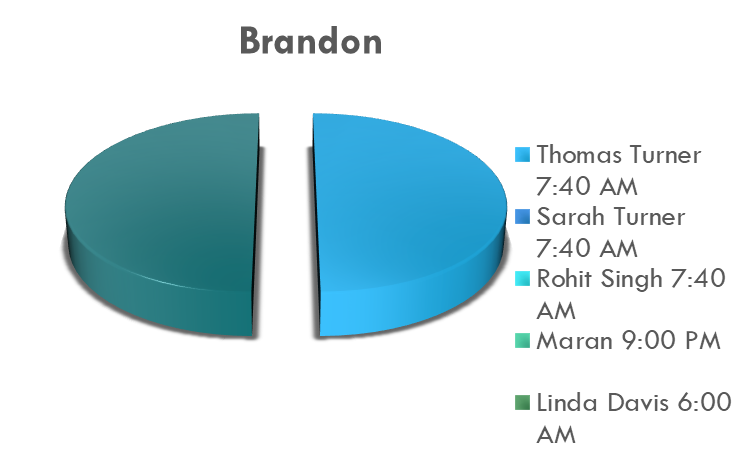 Brandon
Thomas Turner
7:40 AM
Sarah Turner
7:40 AM
Rohit Singh 7:40
AM
Maran 9:00 PM
Linda Davis 6:00
AM